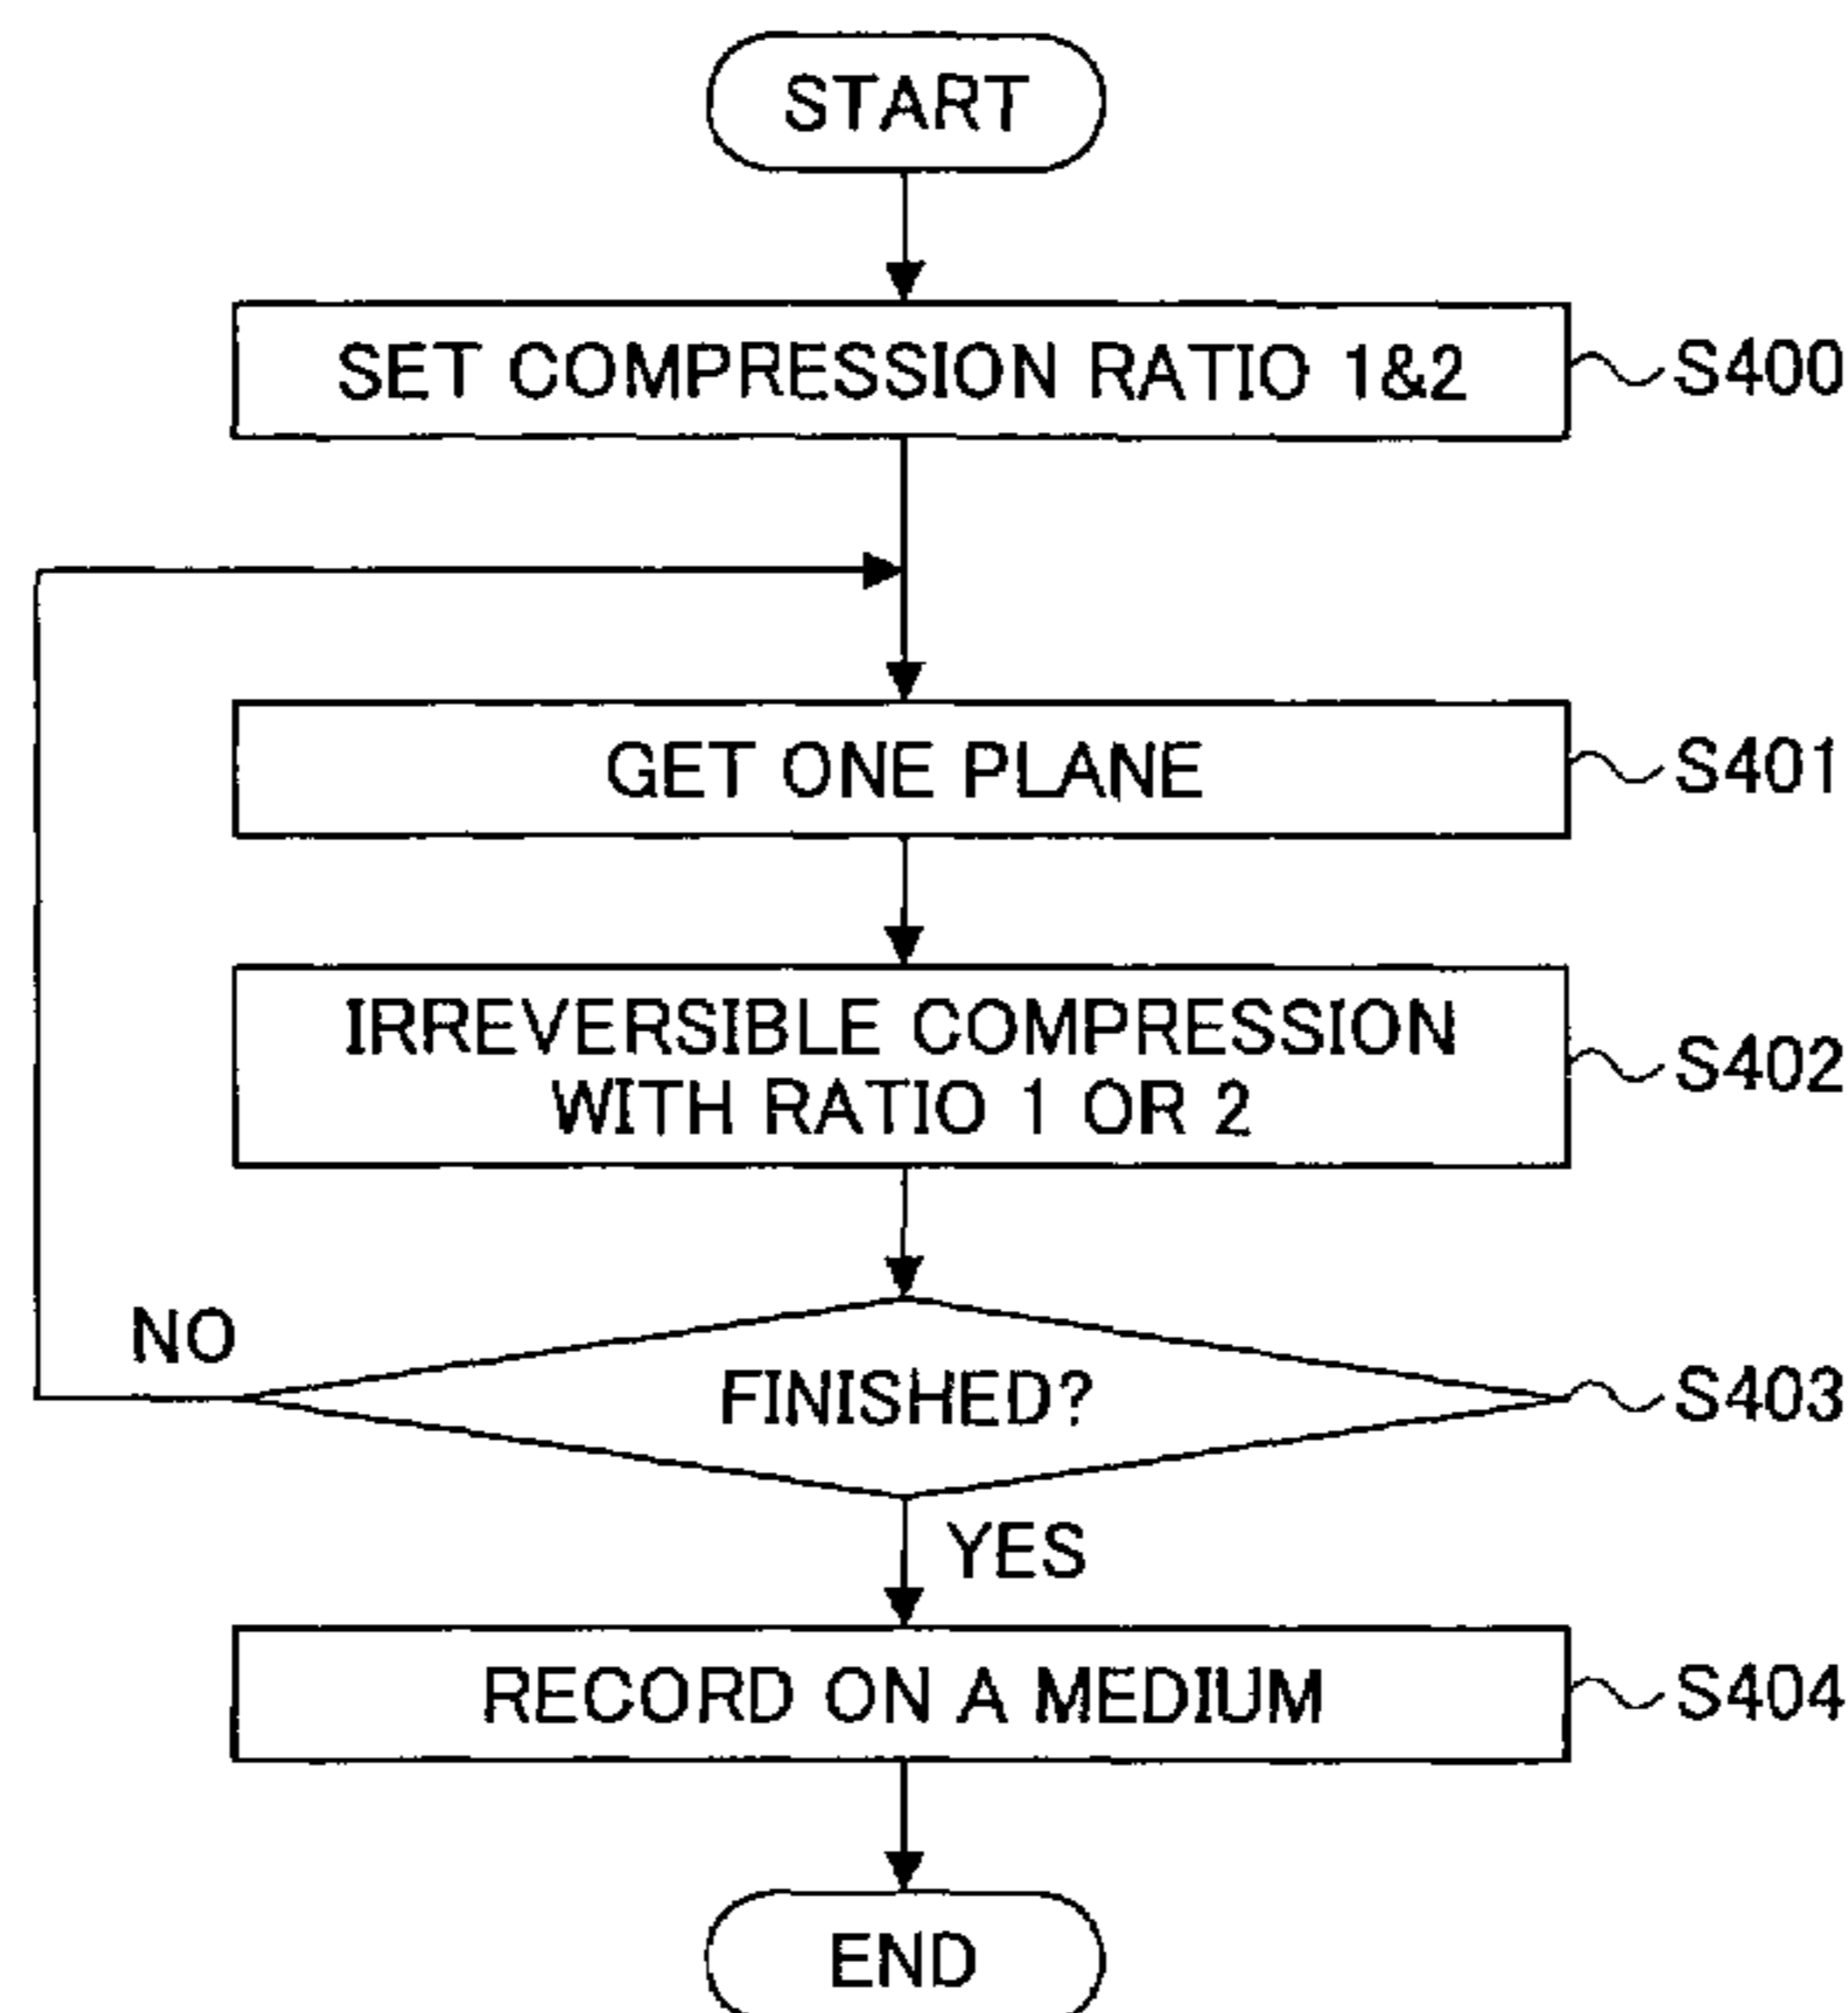 START
SET COMPRESSION RATIO 1&2
S400
GET ONE PLANE
S401
IRREVERSIBLE COMPRESSION
WITH RATIO 1 OR 2
S402
NO
FINISHED?
S403
YES
RECORD ON A MEDIUM
S404
END